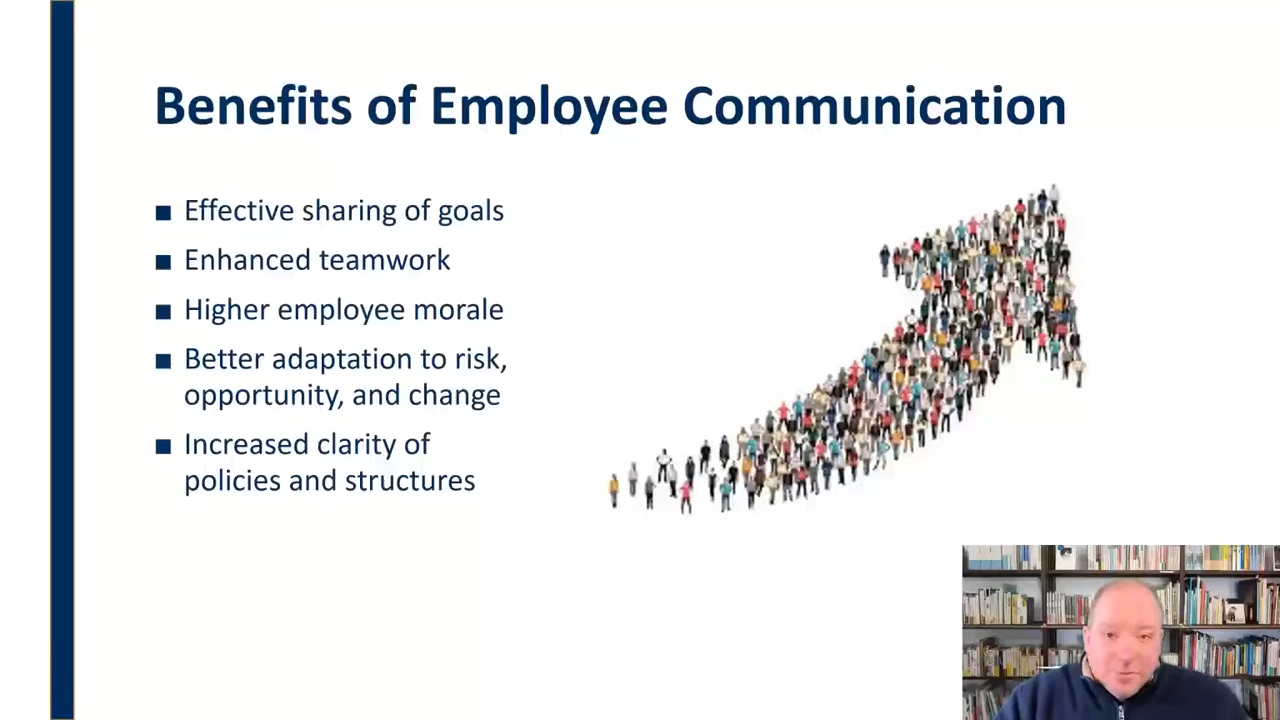 Benefits of Employee Communication
■ Effective sharing of goals
■ Enhanced teamwork
■ Higher employee morale
■ Better adaptation to risk,
opportunity, and change
■ Increased clarity of
policies and structures